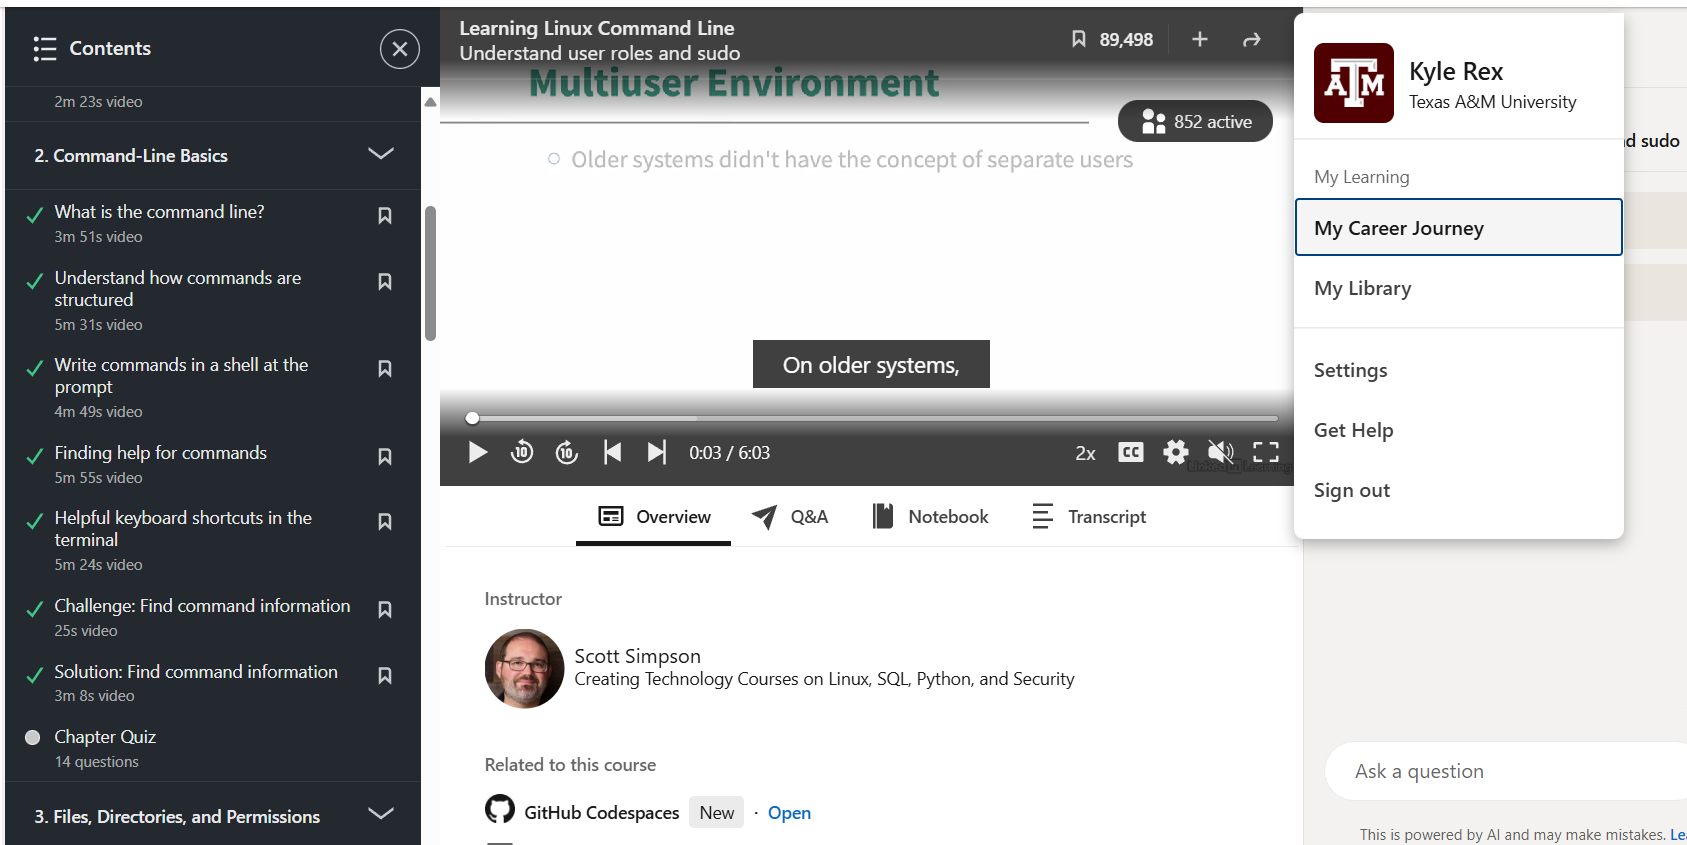 Contents
2m 23s video
2. Command-Line Basics
What is the command line?
3m 51s video
Understand how commands are
structured
5m 31s video
Write commands in a shell at the
prompt
4m 49s video
Finding help for commands
5m 55s video
Helpful keyboard shortcuts in the
terminal
5m 24s video
Challenge: Find command information
25s video
Solution: Find command information
3m 8s video
Chapter Quiz
14 questions
3. Files, Directories, and Permissions
Learning Linux Command Line
Understand user roles and sudo
89,498
Multiuser Environment
852 active
Older systems didn't have the concept of separate users
On older systems,
10
10
0:03 / 6:03
2x
CC
LinkedIn Learning
Overview
Q&A
Notebook
Transcript
Instructor
Scott Simpson
Creating Technology Courses on Linux, SQL, Python, and Security
Related to this course
GitHub Codespaces
New
· Open
ATM
Kyle Rex
Texas A&M University
My Learning
My Career Journey
My Library
Settings
Get Help
Sign out
d sudo
Ask a question
This is powered by AI and may make mistakes. Le